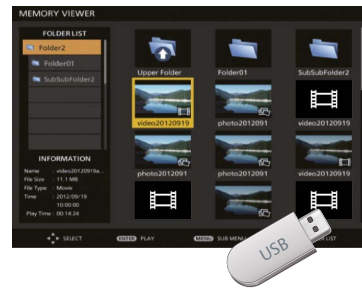 MEMORY VIEWER
FOLDER LIST
Folder2
Folder01
SubSubFolder2
Upper Folder
Folder01
SubSubFolder2
video20120919
photo2012091
video20120919
photo2012091
photo2012091
video20120919
INFORMATION
Name : video20120919a...
File Size : 11.1 MB
File Type : Movie
Time : 2012/09/19
10:00:00
Play Time : 00:14:24
SELECT
ENTER PLAY
MENU SUB MENU
LIST
USB